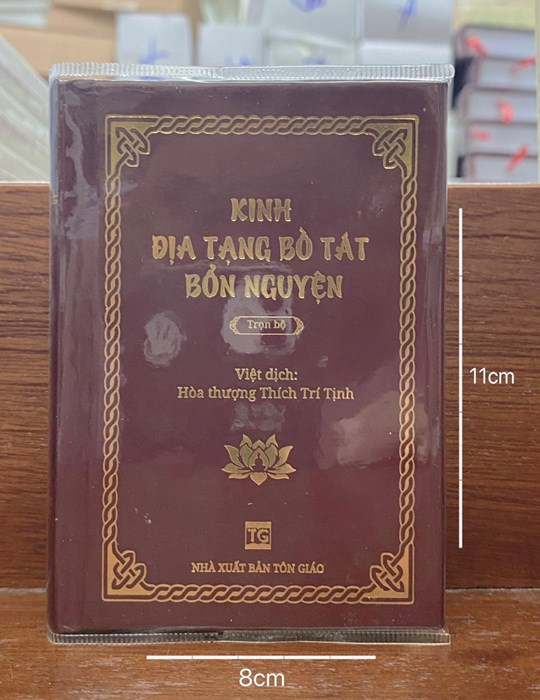 KINH
ĐỊA TẠNG BỒ TÁT
BỔN NGUYỆN
Trọn bộ
Việt dịch:
Hòa thượng Thích Trí Tịnh
TG
NHÀ XUẤT BẢN TÔN GIÁO
11cm
8cm